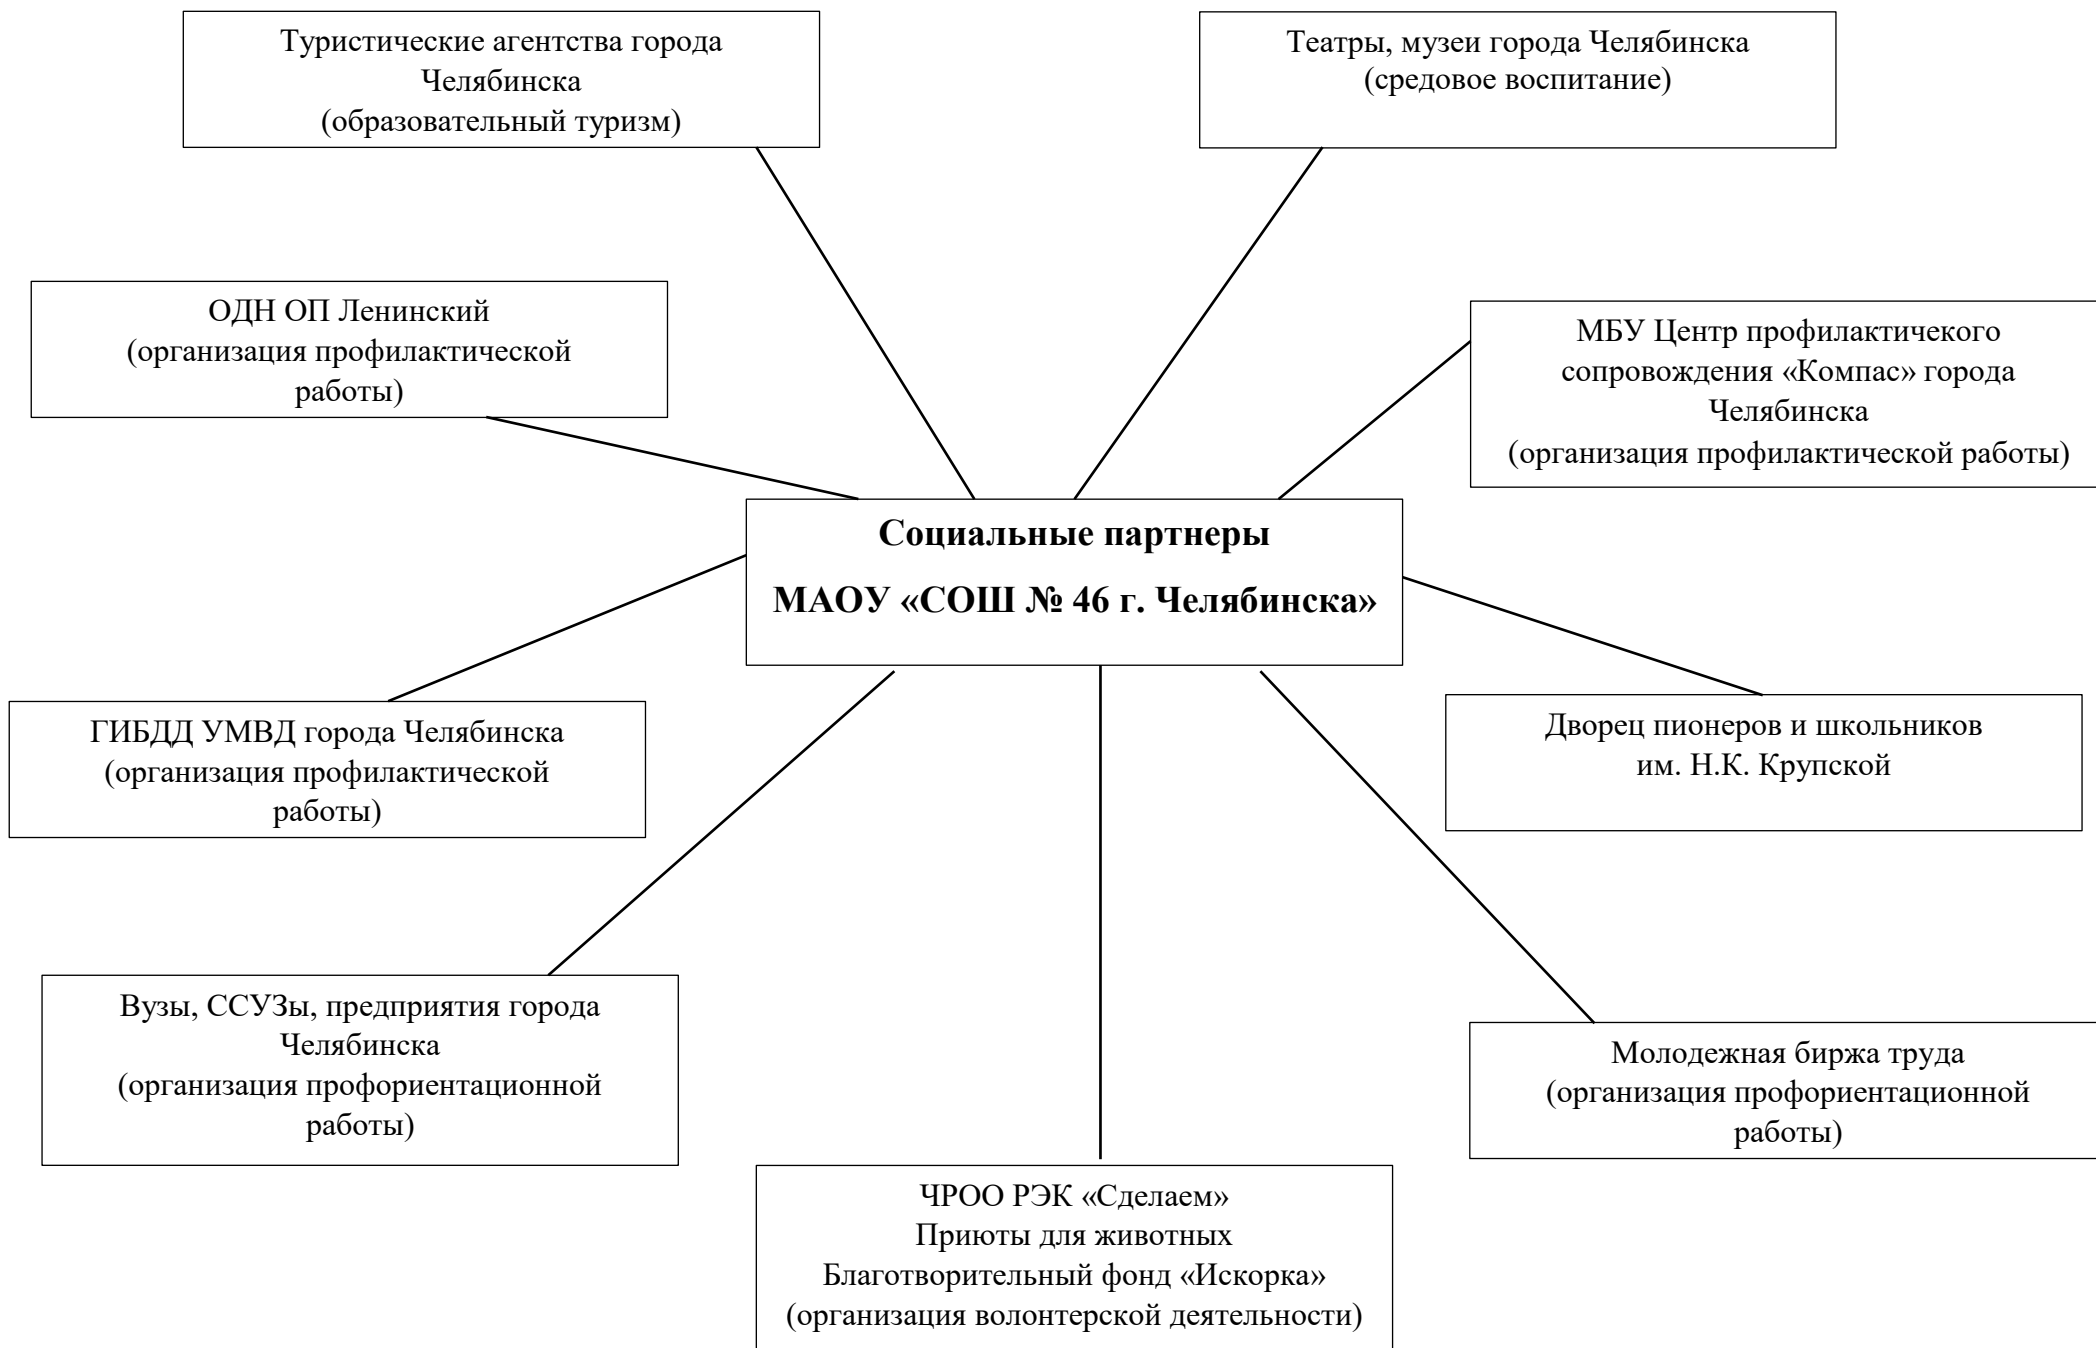 Туристические агентства города
Челябинска
(образовательный туризм)
Театры, музеи города Челябинска
(средовое воспитание)
ОДН ОП Ленинский
(организация профилактической
работы)
МБУ Центр профилактичекого
сопровождения «Компас» города
Челябинска
(организация профилактической работы)
Социальные партнеры
МАОУ «СОШ № 46 г. Челябинска»
ГИБДД УМВД города Челябинска
(организация профилактической
работы)
Дворец пионеров и школьников
им. Н.К. Крупской
Вузы, ССУЗы, предприятия города
Челябинска
(организация профориентационной
работы)
Молодежная биржа труда
(организация профориентационной
работы)
ЧРОО РЭК «Сделаем»
Приюты для животных
Благотворительный фонд «Искорка»
(организация волонтерской деятельности)